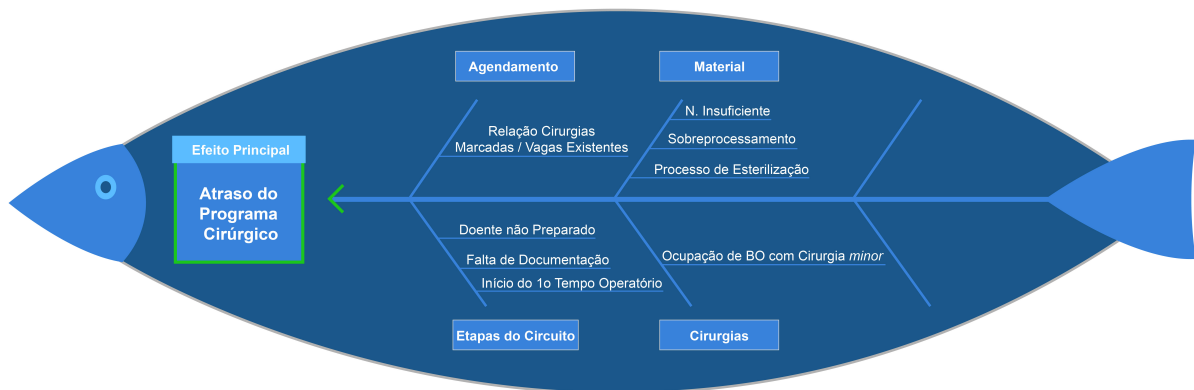 Agendamento
Material
N. Insuficiente
Relação Cirurgias
Marcadas / Vagas Existentes
Sobreprocessamento
Processo de Esterilização
Efeito Principal
Atraso do
Programa
Cirúrgico
Doente não Preparado
Falta de Documentação
Início do 1o Tempo Operatório
Ocupação de BO com Cirurgia minor
Etapas do Circuito
Cirurgias